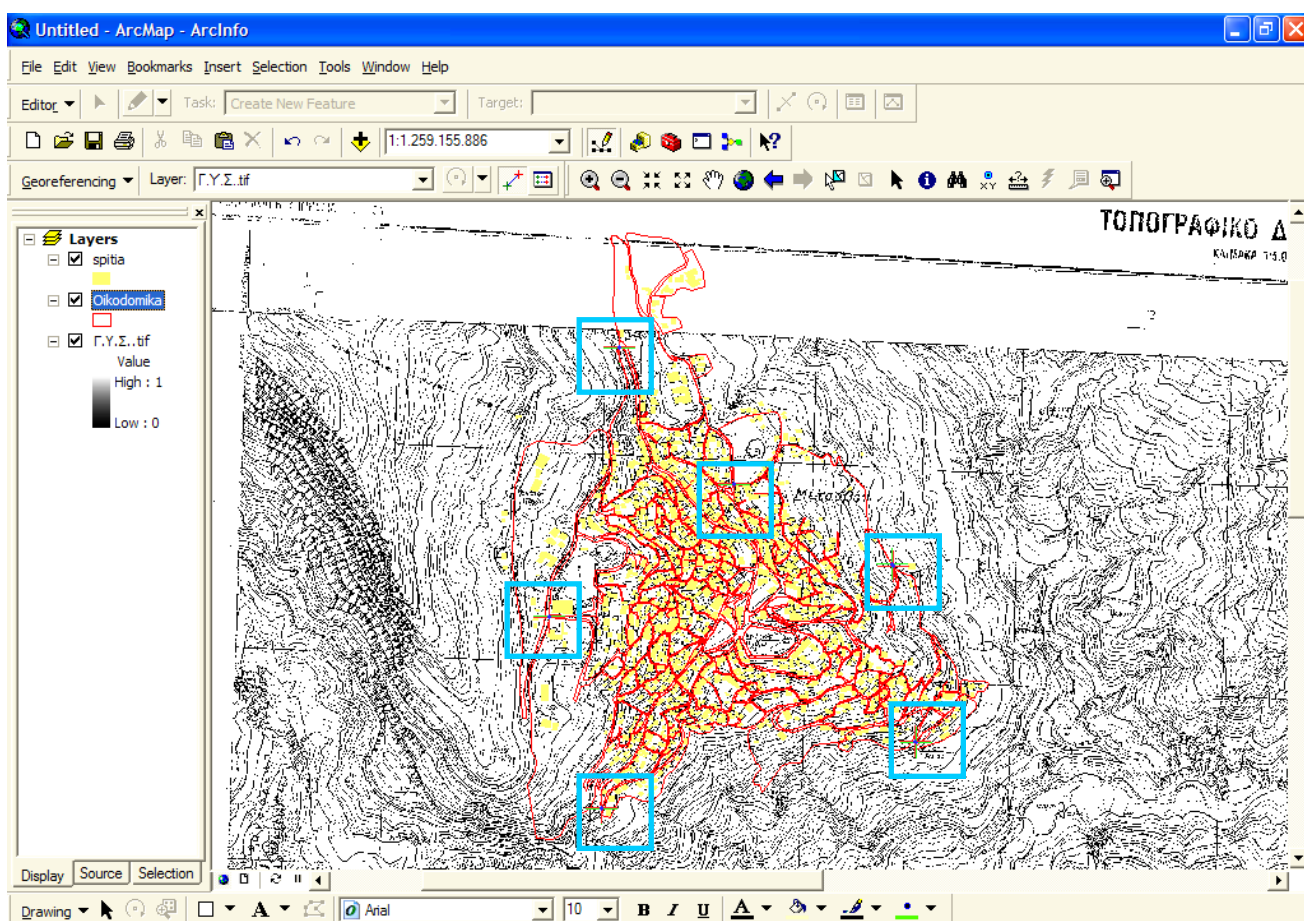 Untitled - ArcMap - ArcInfo
File Edit View Bookmarks Insert Selection Tools Window Help
Editor Task: Create New Feature Target:
1:1.259.155.886
Georeferencing Layer: Γ.Υ.Σ..tif
Layers
spitia
Oikodomika
Γ.Υ.Σ..tif
Value
High : 1
Low : 0
ΤΟΠΟΓΡΑΦΙΚΟ Δ
Display Source Selection
Drawing A Arial 10 B I U A